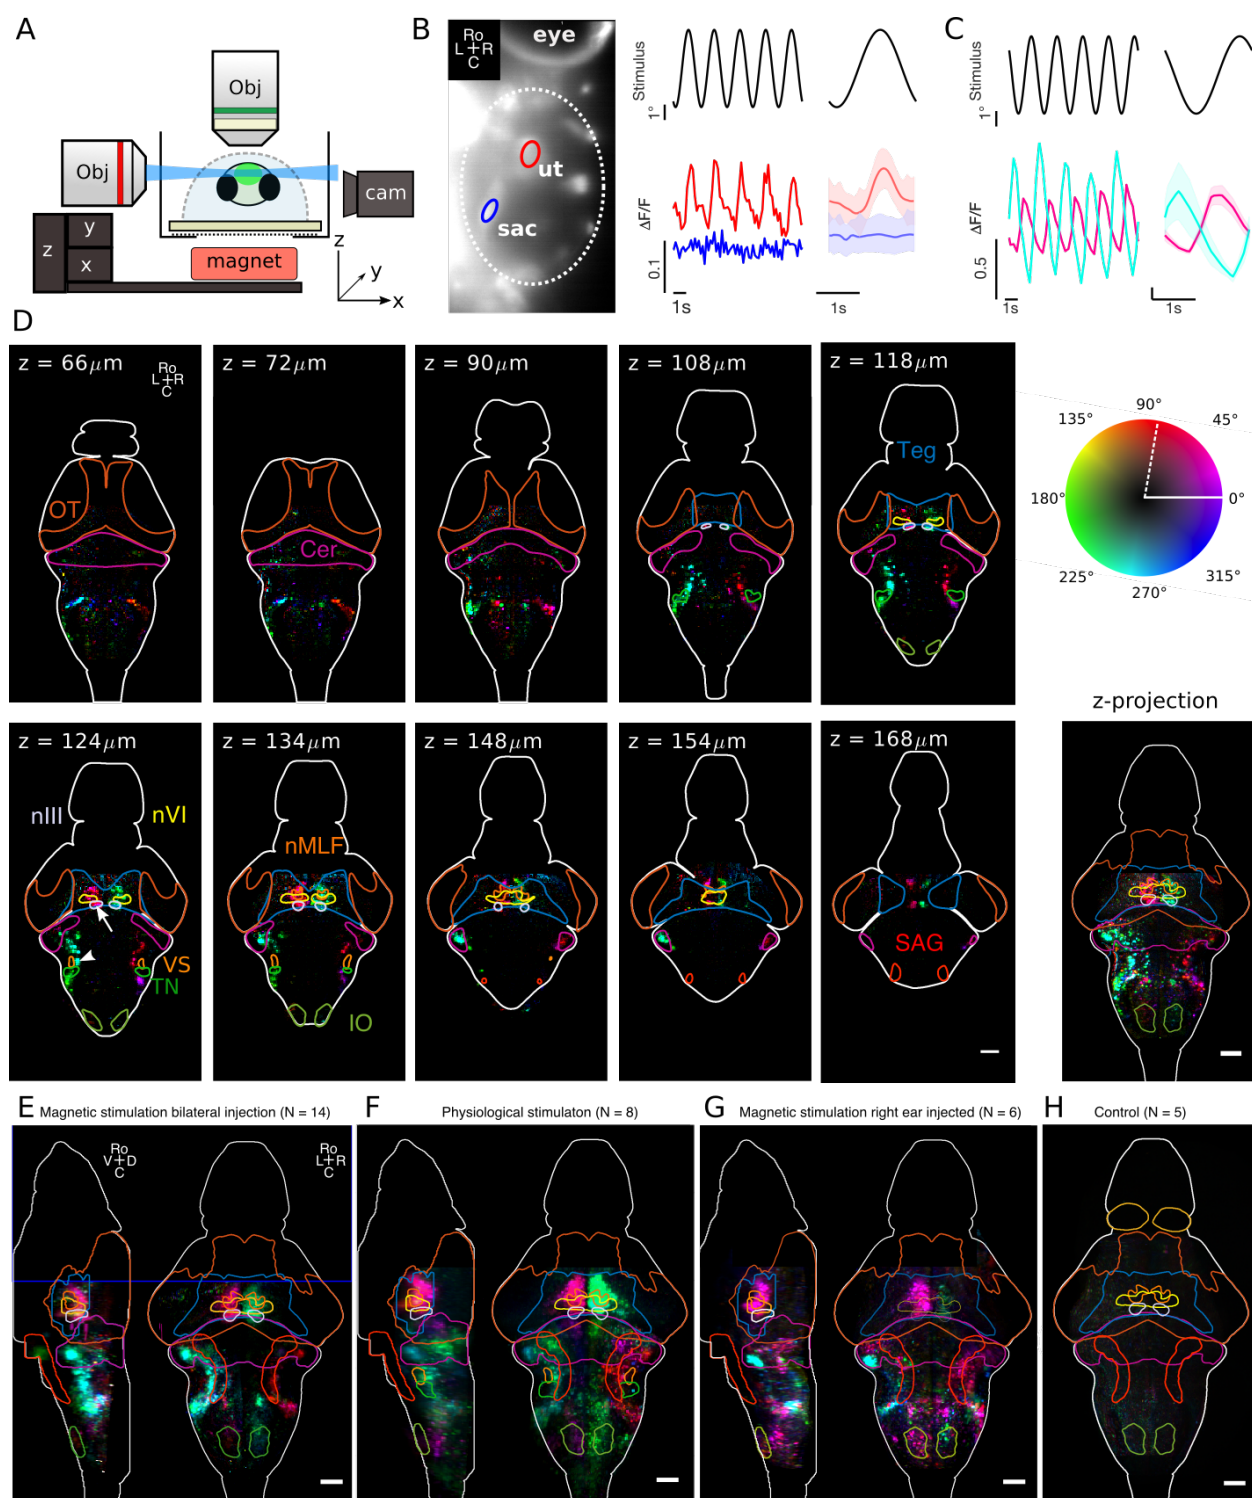 A
Obj
Obj
cam
z
y
x
magnet
z
y
x
B
Ro
L+R
C
eye
ut
sac
Stimulus
1°
ΔF/F
0.1
1s
1s
C
Stimulus
1°
ΔF/F
0.5
1s
1s
D
z = 66μm
Ro
L+R
C
OT
z = 72μm
Cer
z = 90μm
z = 108μm
z = 118μm
Teg
90°
135°
45°
180°
0°
225°
315°
270°
z = 124μm
nIII
nVI
VS
TN
z = 134μm
nMLF
IO
z = 148μm
z = 154μm
z = 168μm
SAG
z-projection
E Magnetic stimulation bilateral injection (N = 14)
Ro
V+D
C
Ro
L+R
C
F Physiological stimulaton (N = 8)
G Magnetic stimulation right ear injected (N = 6)
H Control (N = 5)